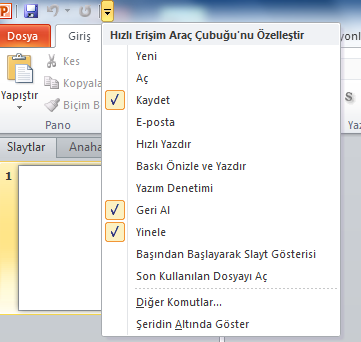 Dosya
Giriş
Yapıştır
Kes
Kopyala
Biçim B
Pano
Slaytlar
Anaha
1
Hızlı Erişim Araç Çubuğu'nu Özelleştir
Yeni
Aç
Kaydet
E-posta
Hızlı Yazdır
Baskı Önizle ve Yazdır
Yazım Denetimi
Geri Al
Yinele
Başından Başlayarak Slayt Gösterisi
Son Kullanılan Dosyayı Aç
Diğer Komutlar...
Şeridin Altında Göster
yonl
Yaz